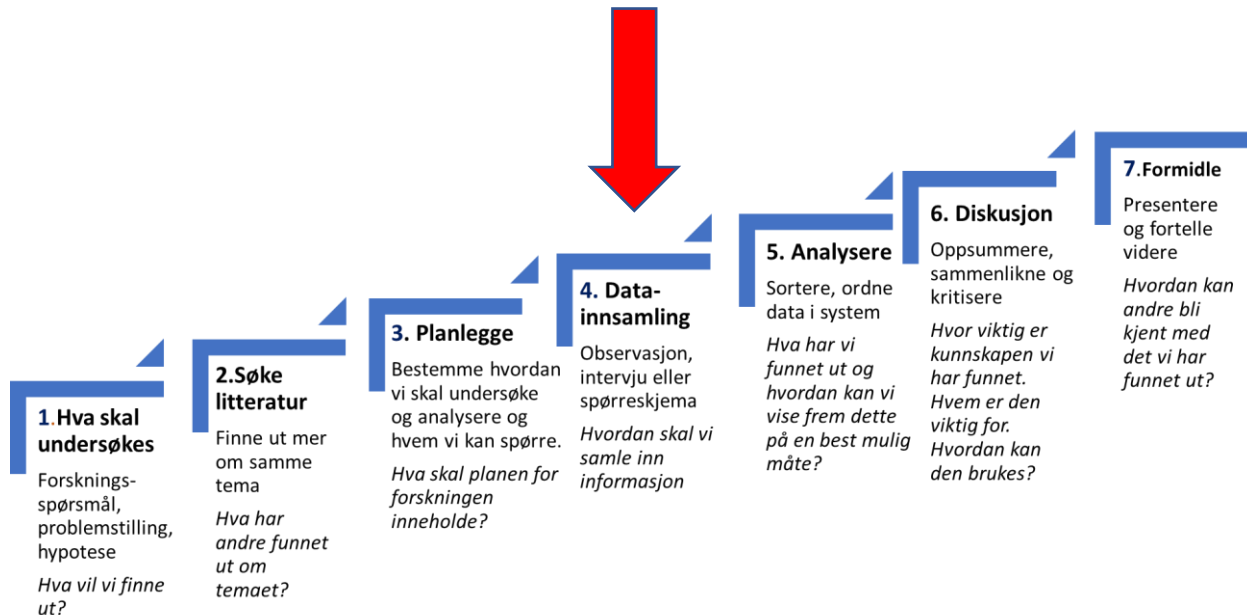 1.Hva skal
undersøkes
Forsknings-
spørsmål,
problemstilling,
hypotese
Hva vil vi finne
ut?
2.Søke
litteratur
Finne ut mer
om samme
tema
Hva har
andre funnet
ut om
temaet?
3. Planlegge
Bestemme hvordan
vi skal undersøke
og analysere og
hvem vi kan spørre.
Hva skal planen for
forskningen
inneholde?
4. Data-
innsamling
Observasjon,
intervju eller
spørreskjema
Hvordan skal vi
samle inn
informasjon
5. Analysere
Sortere, ordne
data i system
Hva har vi
funnet ut og
hvordan kan vi
vise frem dette
på en best mulig
måte?
6. Diskusjon
Oppsummere,
sammenlikne og
kritisere
Hvor viktig er
kunnskapen vi
har funnet.
Hvem er den
viktig for.
Hvordan kan
den brukes?
7.Formidle
Presentere
og fortelle
videre
Hvordan kan
andre bli
kjent med
det vi har
funnet ut?